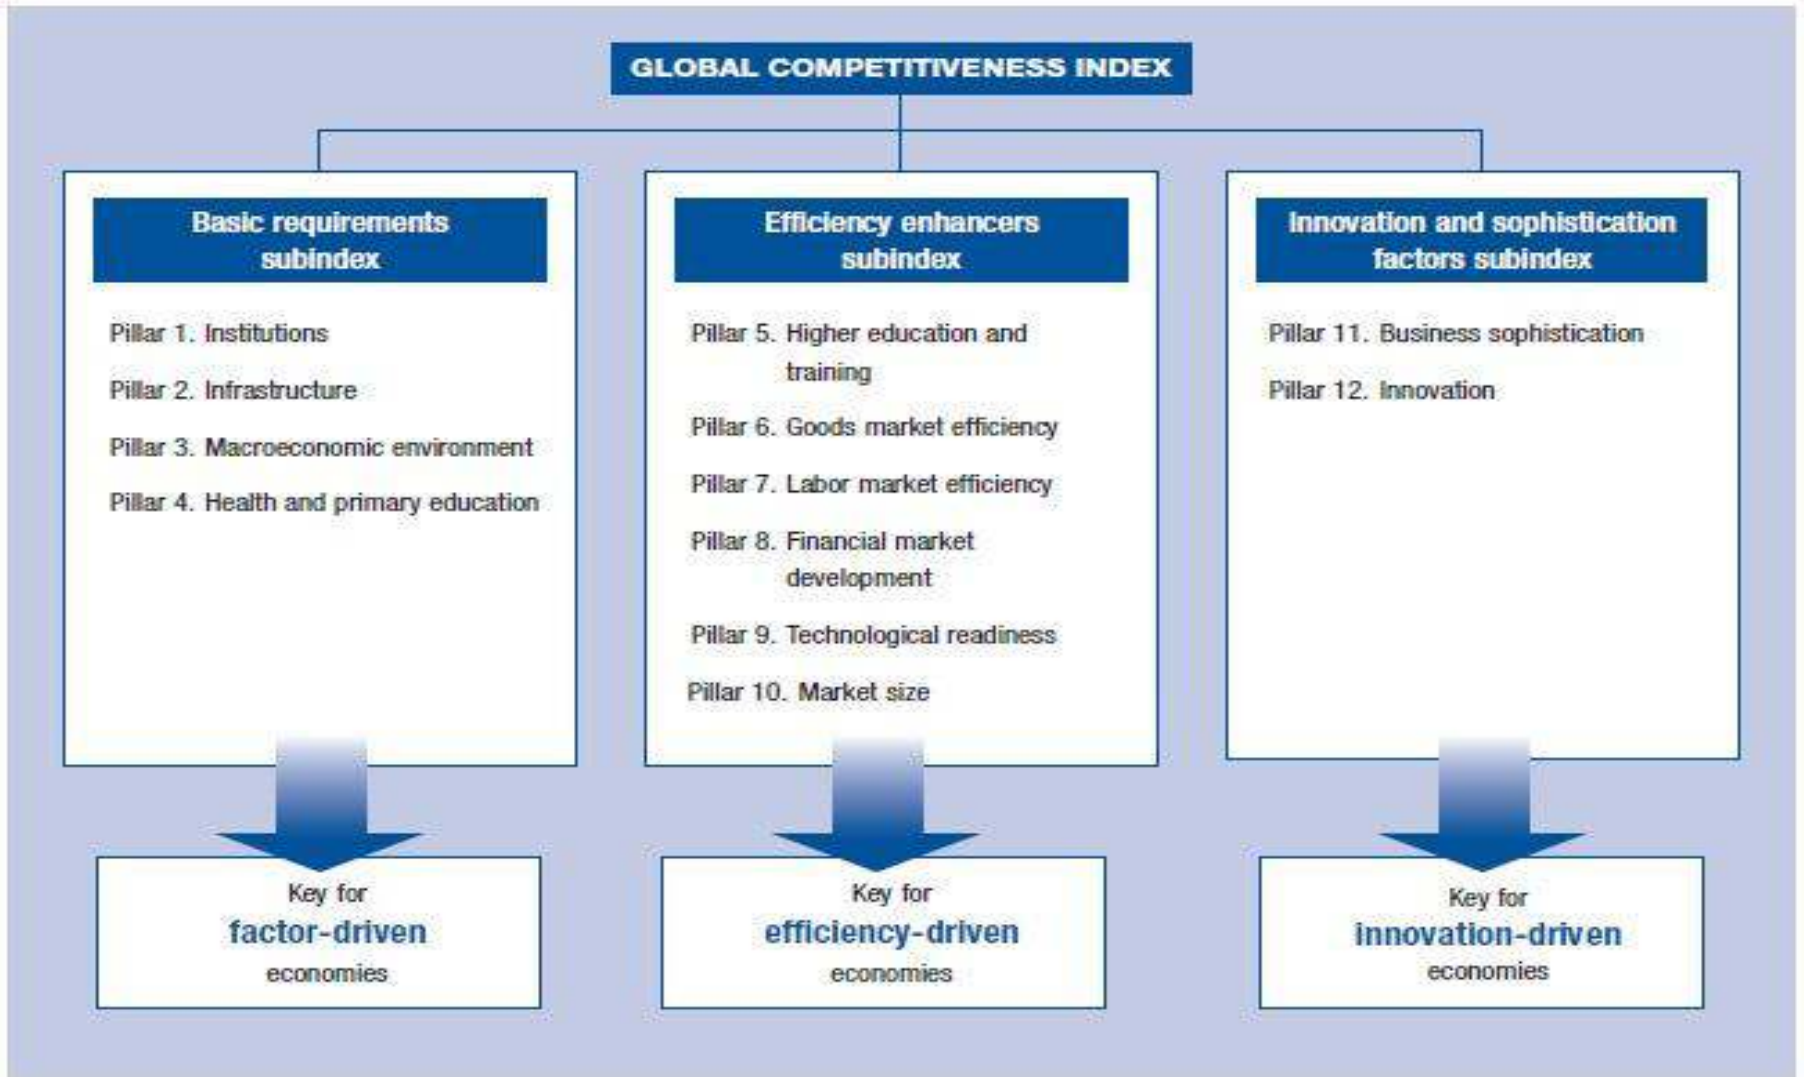 GLOBAL COMPETITIVENESS INDEX
Basic requirements
subindex
Pillar 1. Institutions
Pillar 2. Infrastructure
Pillar 3. Macroeconomic environment
Pillar 4. Health and primary education
Key for
factor-driven
economies
Efficiency enhancers
subindex
Pillar 5. Higher education and
training
Pillar 6. Goods market efficiency
Pillar 7. Labor market efficiency
Pillar 8. Financial market
development
Pillar 9. Technological readiness
Pillar 10. Market size
Key for
efficiency-driven
economies
Innovation and sophistication
factors subindex
Pillar 11. Business sophistication
Pillar 12. Innovation
Key for
innovation-driven
economies